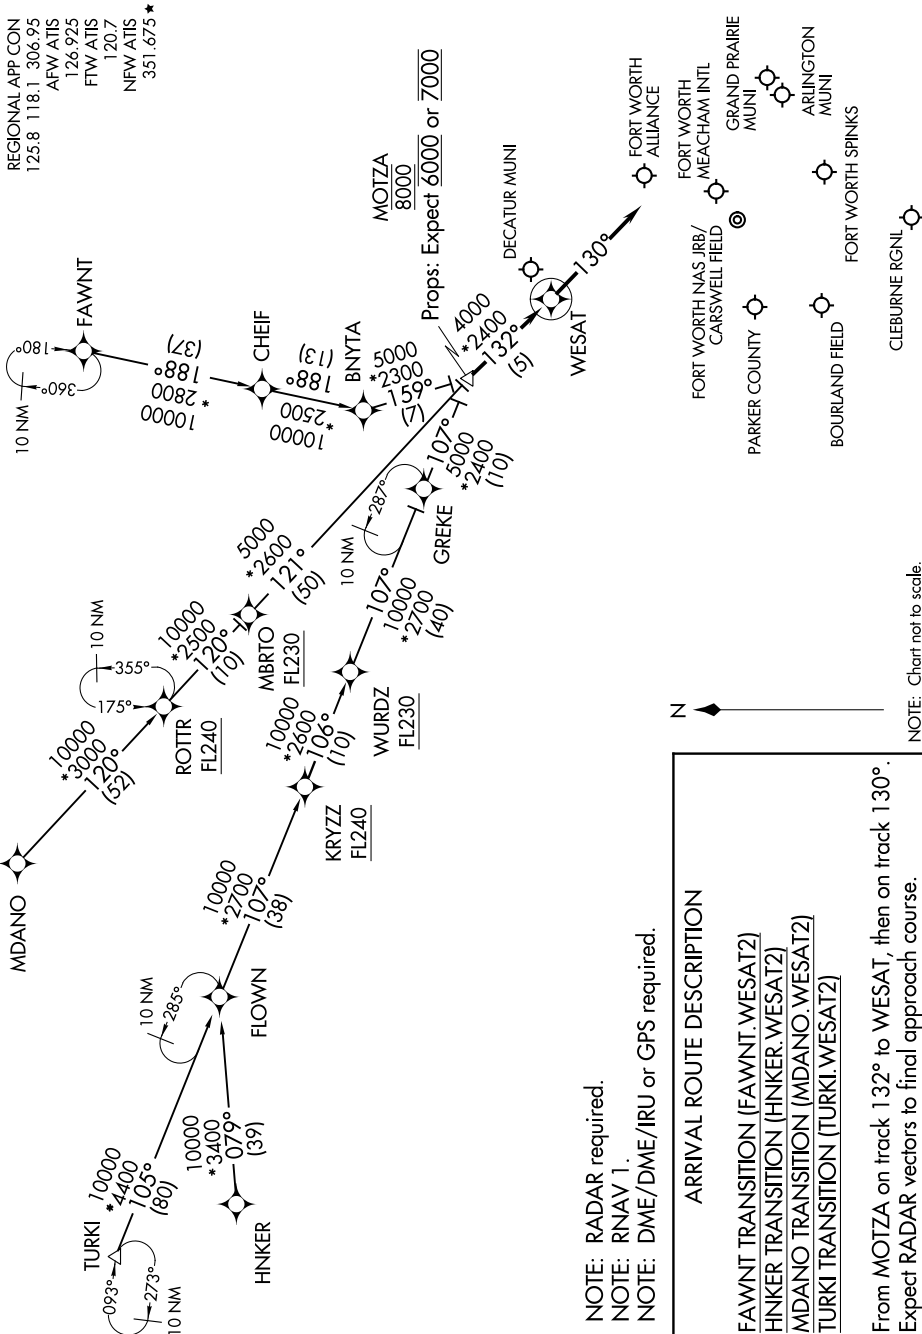 REGIONAL APP CON
125.8 118.1 306.95
AFW ATIS
126.925
FTW ATIS
120.7
NFW ATIS
351.675 ★
FAWNT
180°
360°
10 NM
10000
*2800
188°
(37)
CHEIF
10000
*2500
188°
(13)
BNYTA
5000
*2300
159°
(7)
MOTZA
8000
Props: Expect 6000 or 7000
4000
*2400
132°
(5)
WESAT
130°
DECATUR MUNI
FORT WORTH
ALLIANCE
FORT WORTH
MEACHAM INTL
GRAND PRAIRIE
MUNI
ARLINGTON
MUNI
FORT WORTH NAS JRB/
CARSWELL FIELD
FORT WORTH SPINKS
PARKER COUNTY
BOURLAND FIELD
CLEBURNE RGNL
MDANO
10000
*3000
120°
(52)
ROTTR
FL240
10 NM
355°
175°
10000
*2500
120°
(10)
MBRTO
FL230
5000
*2600
121°
(50)
TURKI
093°
273°
10 NM
10000
*4400
105°
(80)
HNKER
10000
*3400
079°
(39)
FLOWN
10 NM
285°
10000
*2700
107°
(38)
KRYZZ
FL240
10000
*2600
106°
(10)
WURDZ
FL230
107°
10000
*2700
(40)
GREKE
10 NM
287°
107°
5000
*2400
(10)
N
NOTE: Chart not to scale.
NOTE: RADAR required.
NOTE: RNAV 1.
NOTE: DME/DME/IRU or GPS required.
ARRIVAL ROUTE DESCRIPTION
FAWNT TRANSITION (FAWNT.WESAT2)
HNKER TRANSITION (HNKER.WESAT2)
MDANO TRANSITION (MDANO.WESAT2)
TURKI TRANSITION (TURKI.WESAT2)
From MOTZA on track 132° to WESAT, then on track 130°.
Expect RADAR vectors to final approach course.